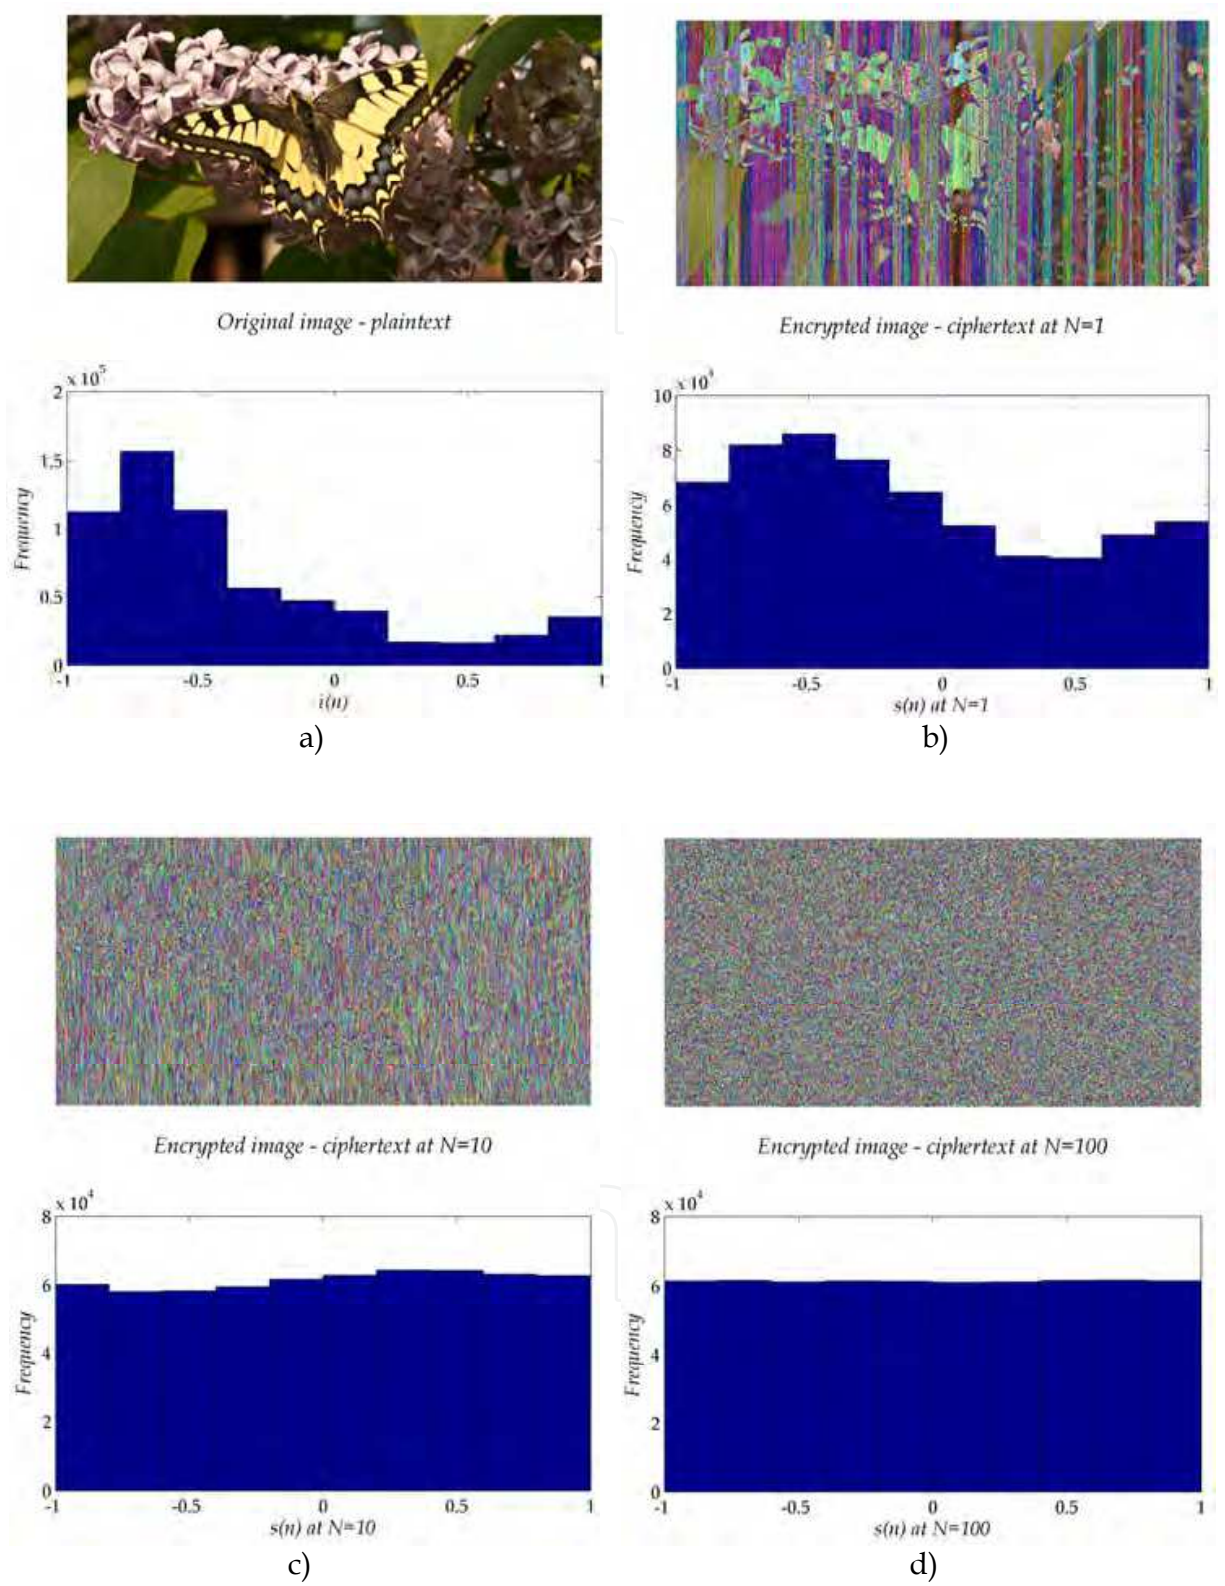 Original image - plaintext
Encrypted image - ciphertext at N=1
x 10^5
2
1.5
1
0.5
0
Frequency
-1 -0.5 0 0.5 1
i(n)
a)
x 10^4
10
8
6
4
2
0
Frequency
-1 -0.5 0 0.5 1
s(n) at N=1
b)
Encrypted image - ciphertext at N=10
Encrypted image - ciphertext at N=100
x 10^4
8
6
4
2
0
Frequency
-1 -0.5 0 0.5 1
s(n) at N=10
c)
x 10^4
8
6
4
2
0
Frequency
-1 -0.5 0 0.5 1
s(n) at N=100
d)